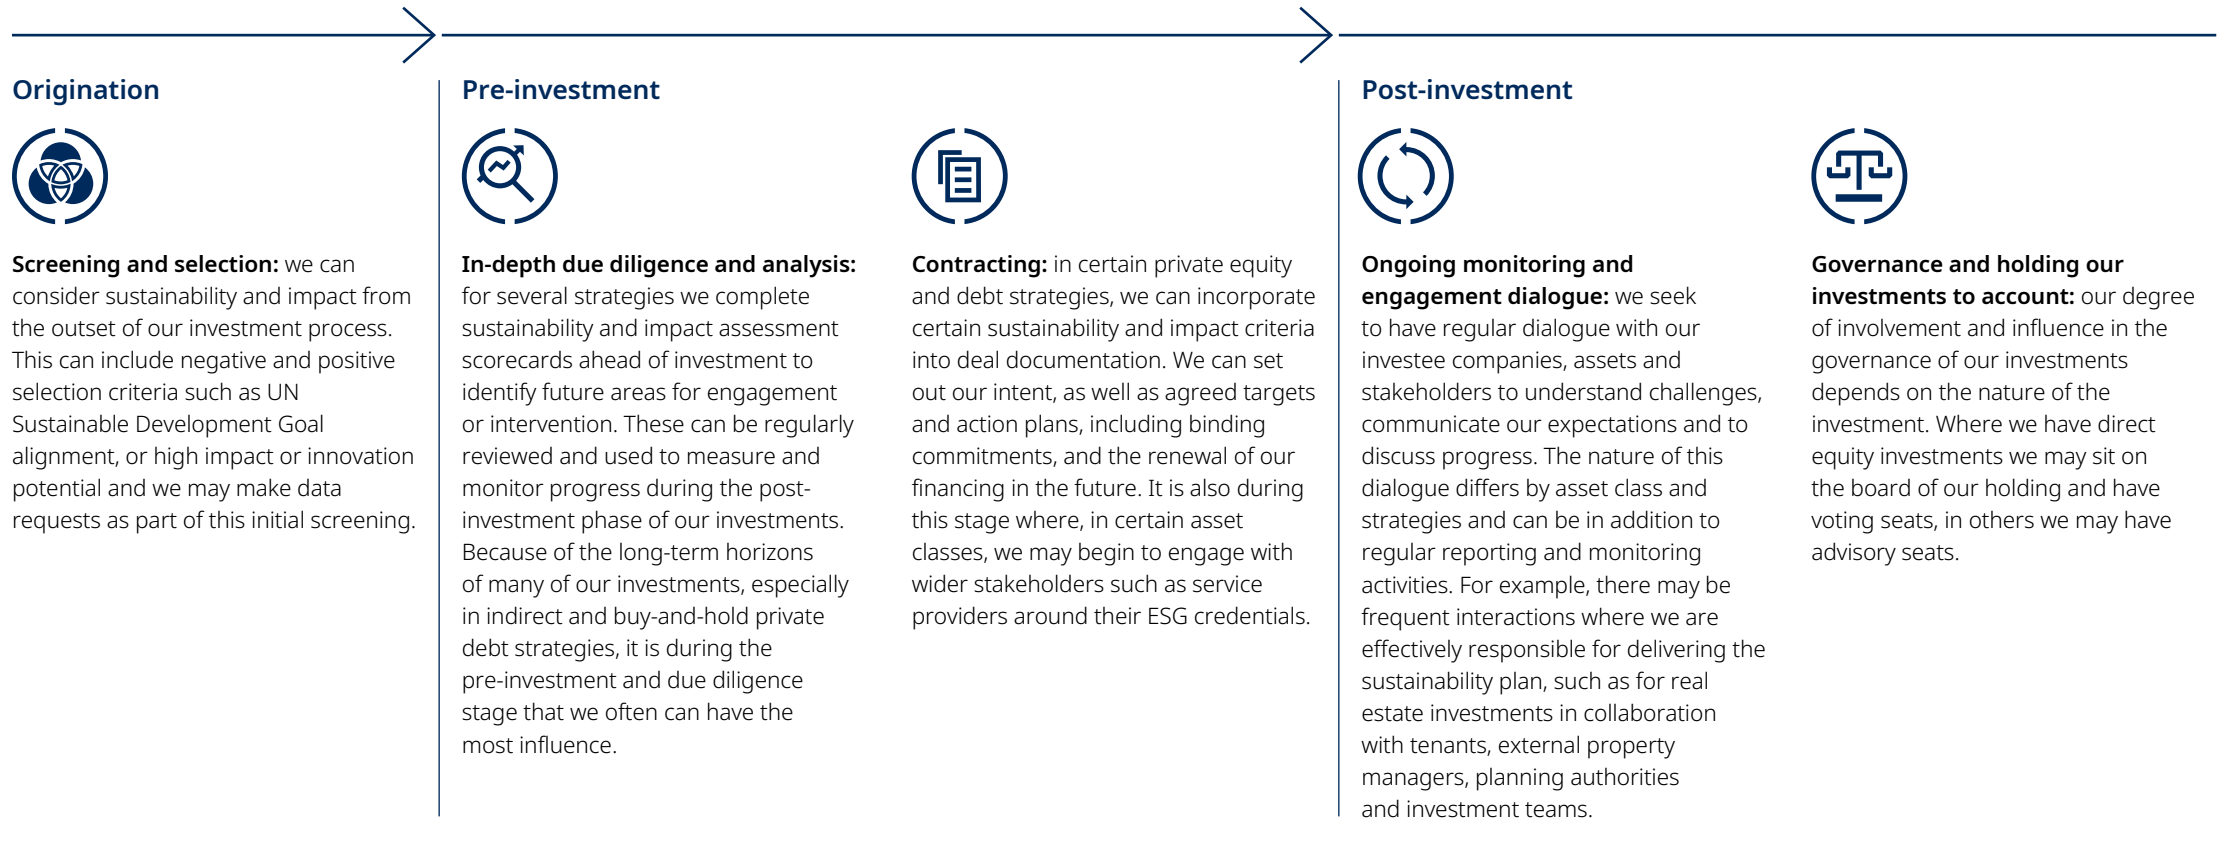 Origination
Screening and selection: we can
consider sustainability and impact from
the outset of our investment process.
This can include negative and positive
selection criteria such as UN
Sustainable Development Goal
alignment, or high impact or innovation
potential and we may make data
requests as part of this initial screening.
Pre-investment
In-depth due diligence and analysis:
for several strategies we complete
sustainability and impact assessment
scorecards ahead of investment to
identify future areas for engagement
or intervention. These can be regularly
reviewed and used to measure and
monitor progress during the post-
investment phase of our investments.
Because of the long-term horizons
of many of our investments, especially
in indirect and buy-and-hold private
debt strategies, it is during the
pre-investment and due diligence
stage that we often can have the
most influence.
Contracting: in certain private equity
and debt strategies, we can incorporate
certain sustainability and impact criteria
into deal documentation. We can set
out our intent, as well as agreed targets
and action plans, including binding
commitments, and the renewal of our
financing in the future. It is also during
this stage where, in certain asset
classes, we may begin to engage with
wider stakeholders such as service
providers around their ESG credentials.
Post-investment
Ongoing monitoring and
engagement dialogue: we seek
to have regular dialogue with our
investee companies, assets and
stakeholders to understand challenges,
communicate our expectations and to
discuss progress. The nature of this
dialogue differs by asset class and
strategies and can be in addition to
regular reporting and monitoring
activities. For example, there may be
frequent interactions where we are
effectively responsible for delivering the
sustainability plan, such as for real
estate investments in collaboration
with tenants, external property
managers, planning authorities
and investment teams.
Governance and holding our
investments to account: our degree
of involvement and influence in the
governance of our investments
depends on the nature of the
investment. Where we have direct
equity investments we may sit on
the board of our holding and have
voting seats, in others we may have
advisory seats.